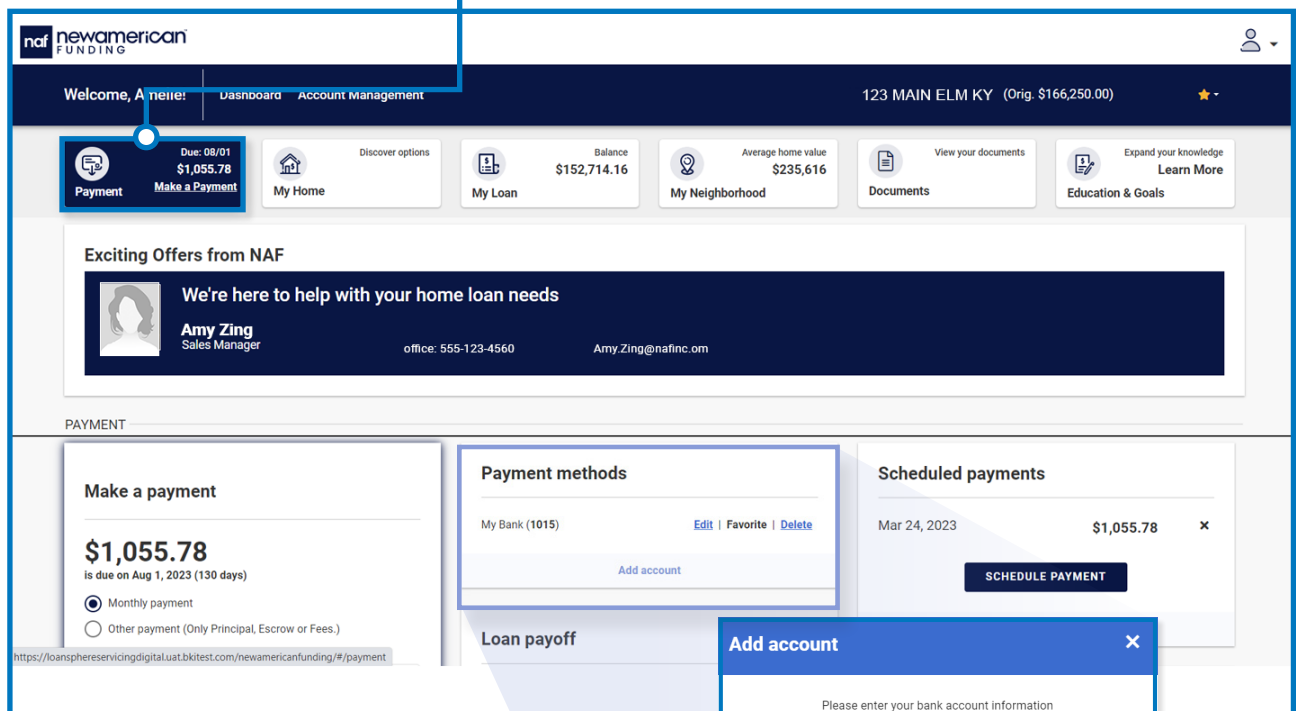 naf newamerican
FUNDING
Welcome, Amelie! Dashboard Account Management 123 MAIN ELM KY (Orig. $166,250.00)
Due: 08/01
$1,055.78
Payment Make a Payment
Discover options
My Home
Balance
$152,714.16
My Loan
Average home value
$235,616
My Neighborhood
View your documents
Documents
Expand your knowledge
Learn More
Education & Goals
Exciting Offers from NAF
We're here to help with your home loan needs
Amy Zing
Sales Manager
office: 555-123-4560 Amy.Zing@nafinc.om
PAYMENT
Make a payment
$1,055.78
is due on Aug 1, 2023 (130 days)
Monthly payment
Other payment (Only Principal, Escrow or Fees.)
https://loansphereservicingdigital.uat.bkitest.com/newamericanfunding/#/payment
Payment methods
My Bank (1015) Edit | Favorite | Delete
Add account
Loan payoff
Scheduled payments
Mar 24, 2023 $1,055.78 ×
SCHEDULE PAYMENT
Add account ×
Please enter your bank account information